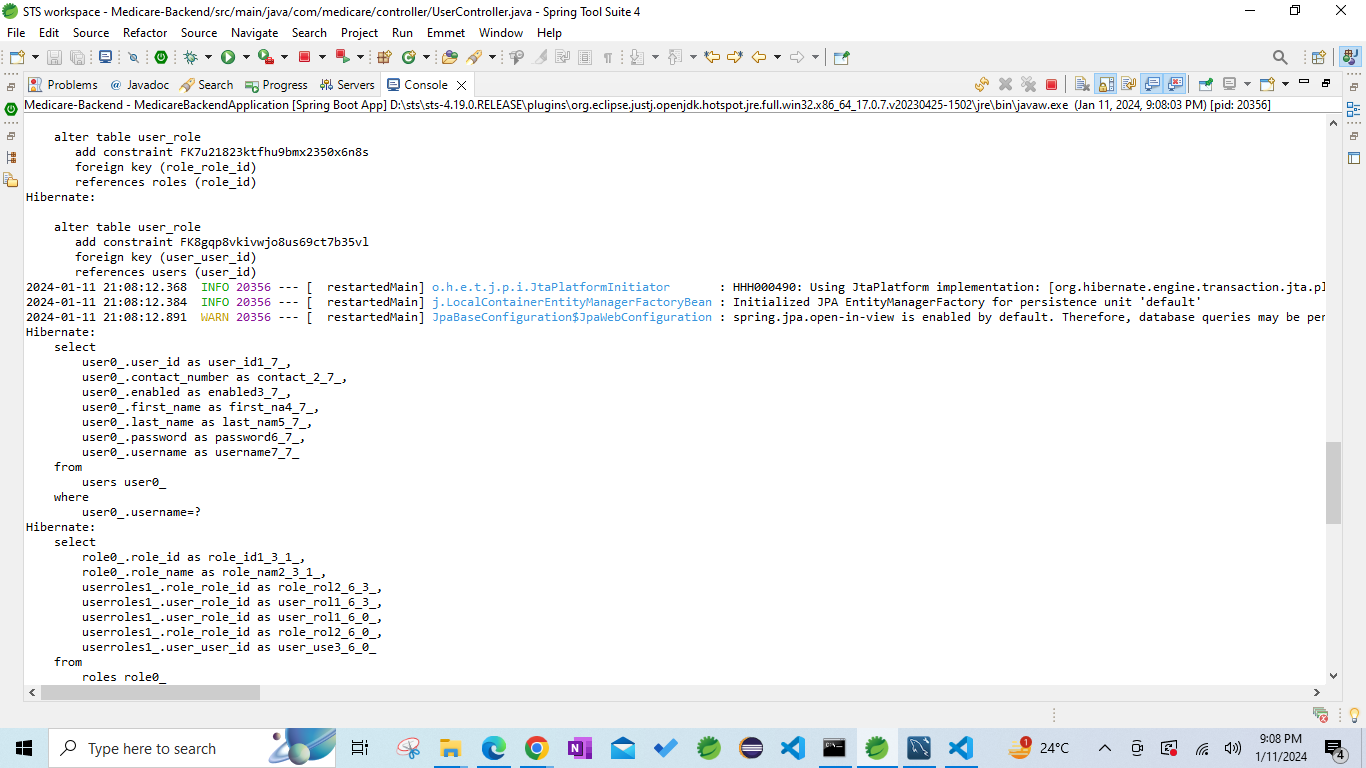 STS workspace - Medicare-Backend/src/main/java/com/medicare/controller/UserController.java - Spring Tool Suite 4
File Edit Source Refactor Source Navigate Search Project Run Emmet Window Help
Problems @ Javadoc Search Progress Servers Console
Medicare-Backend - MedicareBackendApplication [Spring Boot App] D:\sts\sts-4.19.0.RELEASE\plugins\org.eclipse.justj.openjdk.hotspot.jre.full.win32.x86_64_17.0.7.v20230425-1502\jre\bin\javaw.exe (Jan 11, 2024, 9:08:03 PM) [pid: 20356]
alter table user_role
add constraint FK7u21823ktfhu9bmx2350x6n8s
foreign key (role_role_id)
references roles (role_id)
Hibernate:
alter table user_role
add constraint FK8gqp8vkivwjo8us69ct7b35vl
foreign key (user_user_id)
references users (user_id)
2024-01-11 21:08:12.368 INFO 20356 --- [ restartedMain] o.h.e.t.j.p.i.JtaPlatformInitiator : HHH000490: Using JtaPlatform implementation: [org.hibernate.engine.transaction.jta.pl
2024-01-11 21:08:12.384 INFO 20356 --- [ restartedMain] j.LocalContainerEntityManagerFactoryBean : Initialized JPA EntityManagerFactory for persistence unit 'default'
2024-01-11 21:08:12.891 WARN 20356 --- [ restartedMain] JpaBaseConfiguration$JpaWebConfiguration : spring.jpa.open-in-view is enabled by default. Therefore, database queries may be per
Hibernate:
select
user0_.user_id as user_id1_7_,
user0_.contact_number as contact_2_7_,
user0_.enabled as enabled3_7_,
user0_.first_name as first_na4_7_,
user0_.last_name as last_nam5_7_,
user0_.password as password6_7_,
user0_.username as username7_7_
from
users user0_
where
user0_.username=?
Hibernate:
select
role0_.role_id as role_id1_3_1_,
role0_.role_name as role_nam2_3_1_,
userroles1_.role_role_id as role_rol2_6_3_,
userroles1_.user_role_id as user_rol1_6_3_,
userroles1_.user_role_id as user_rol1_6_0_,
userroles1_.role_role_id as role_rol2_6_0_,
userroles1_.user_user_id as user_use3_6_0_
from
roles role0_
Type here to search
1
24°C
9:08 PM
1/11/2024
4